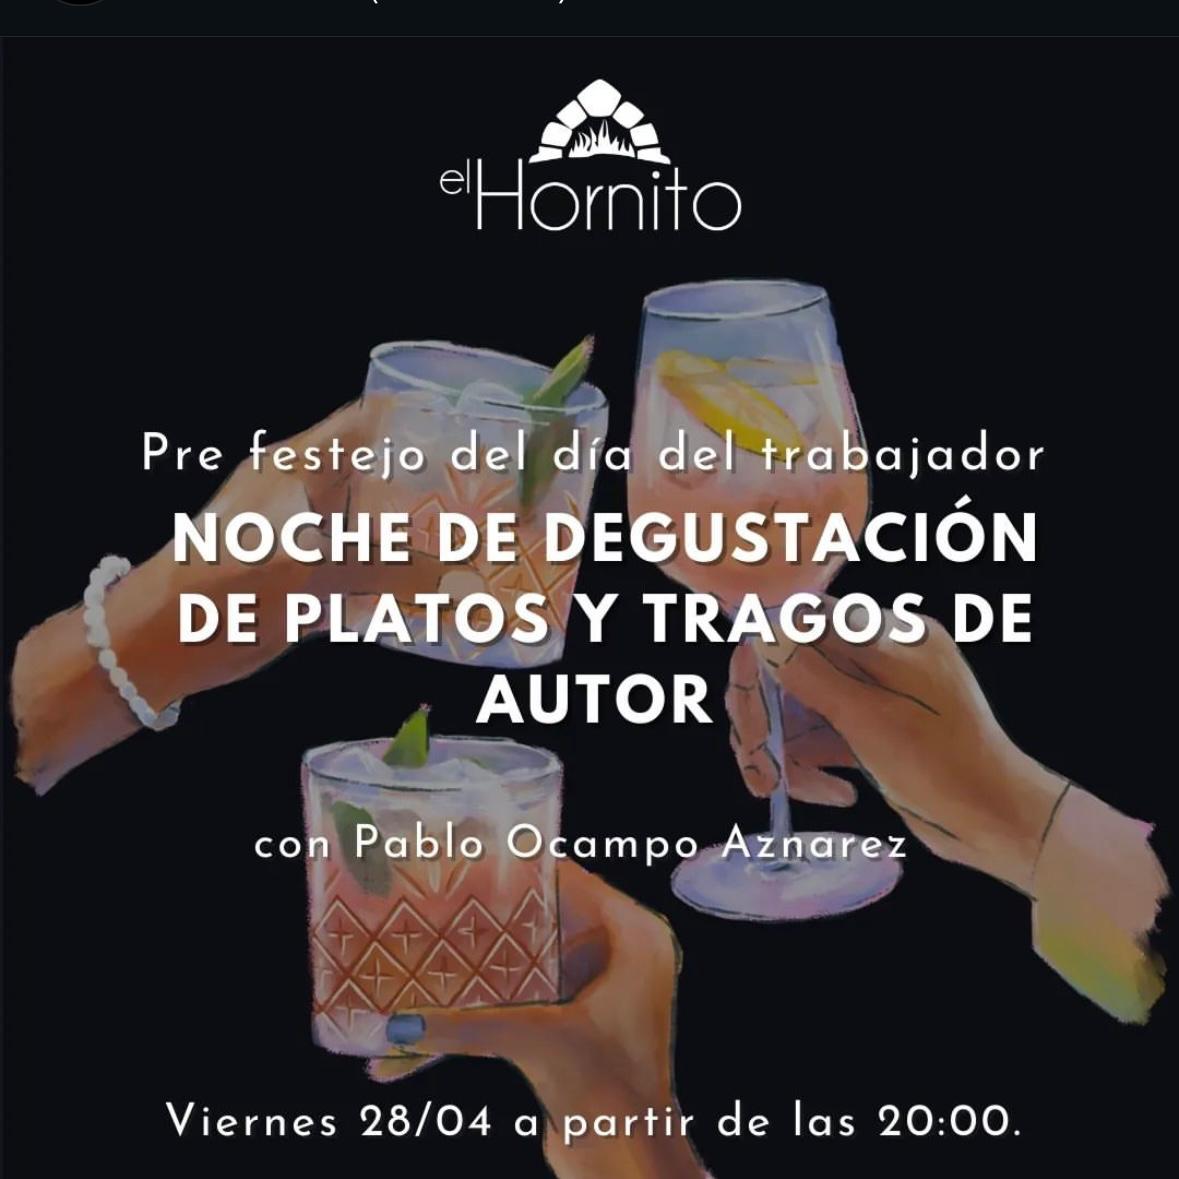 el Hornito
Pre festejo del día del trabajador
NOCHE DE DEGUSTACIÓN
DE PLATOS Y TRAGOS DE
AUTOR
con Pablo Ocampo Aznarez
Viernes 28/04 a partir de las 20:00.